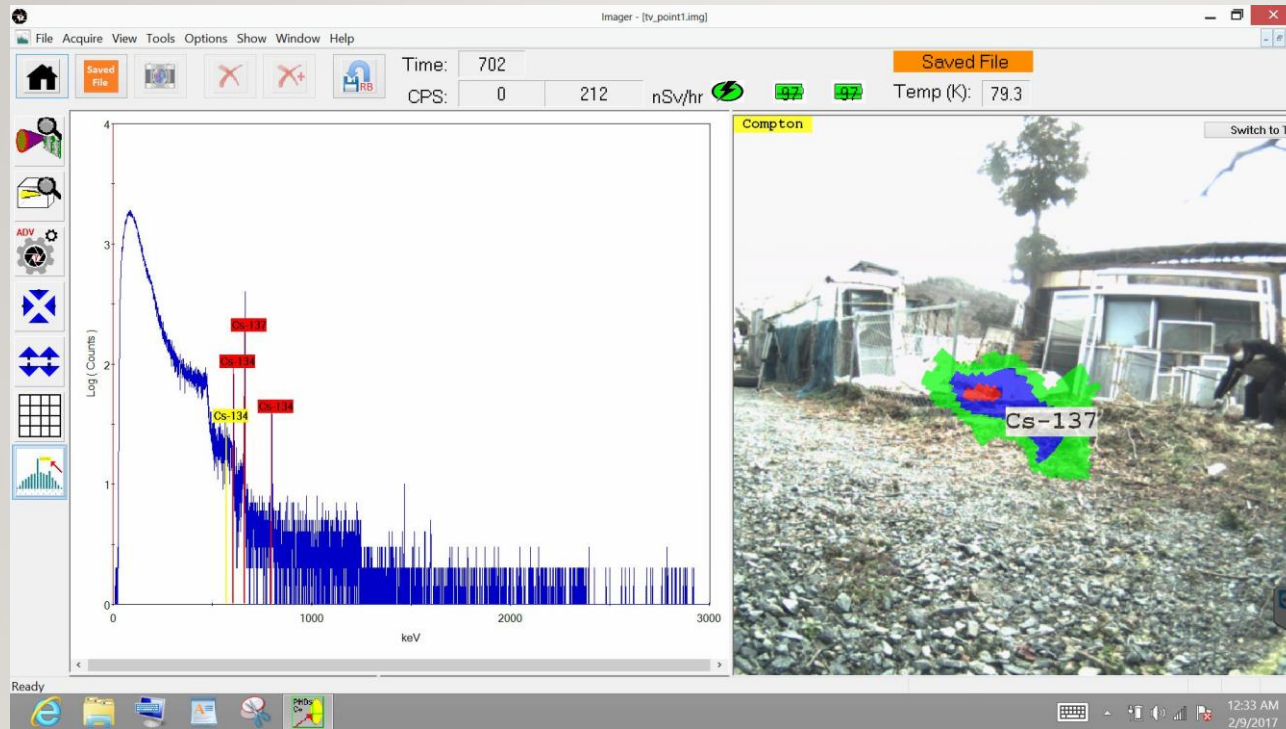 Imager - [tv_point1.img]
File Acquire View Tools Options Show Window Help
Saved File
RB
Time: 702
CPS: 0 212 nSv/hr
97 97
Saved File
Temp (K): 79.3
ADV
4
3
2
1
0
Log ( Counts )
Cs-137
Cs-134
Cs-134
Cs-134
0 1000 2000 3000
keV
Compton
Switch to T
Cs-137
Ready
PHDs
Co
12:33 AM
2/9/2017